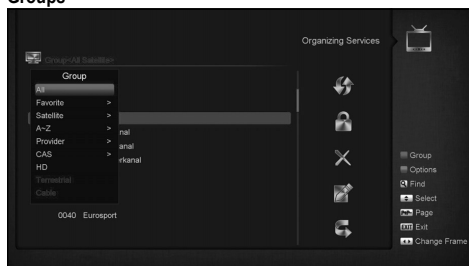 Groups
Organizing Services
Group<All Satellite>
Group
All
Favorite >
Satellite >
A~Z >
Provider >
CAS >
HD
Terrestrial
Cable
nal
anal
rkanal
0040 Eurosport
Group
Options
Find
Select
Page
Exit
Change Frame